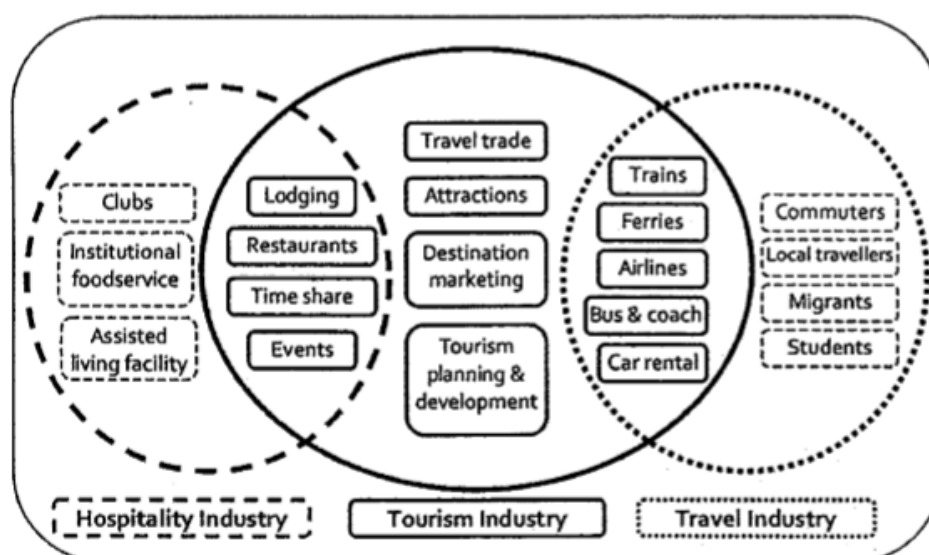 Travel trade
Attractions
Destination
marketing
Tourism
planning &
development
Clubs
Institutional
foodservice
Assisted
living facility
Lodging
Restaurants
Time share
Events
Trains
Ferries
Airlines
Bus & coach
Car rental
Commuters
Local travellers
Migrants
Students
Hospitality Industry
Tourism Industry
Travel Industry